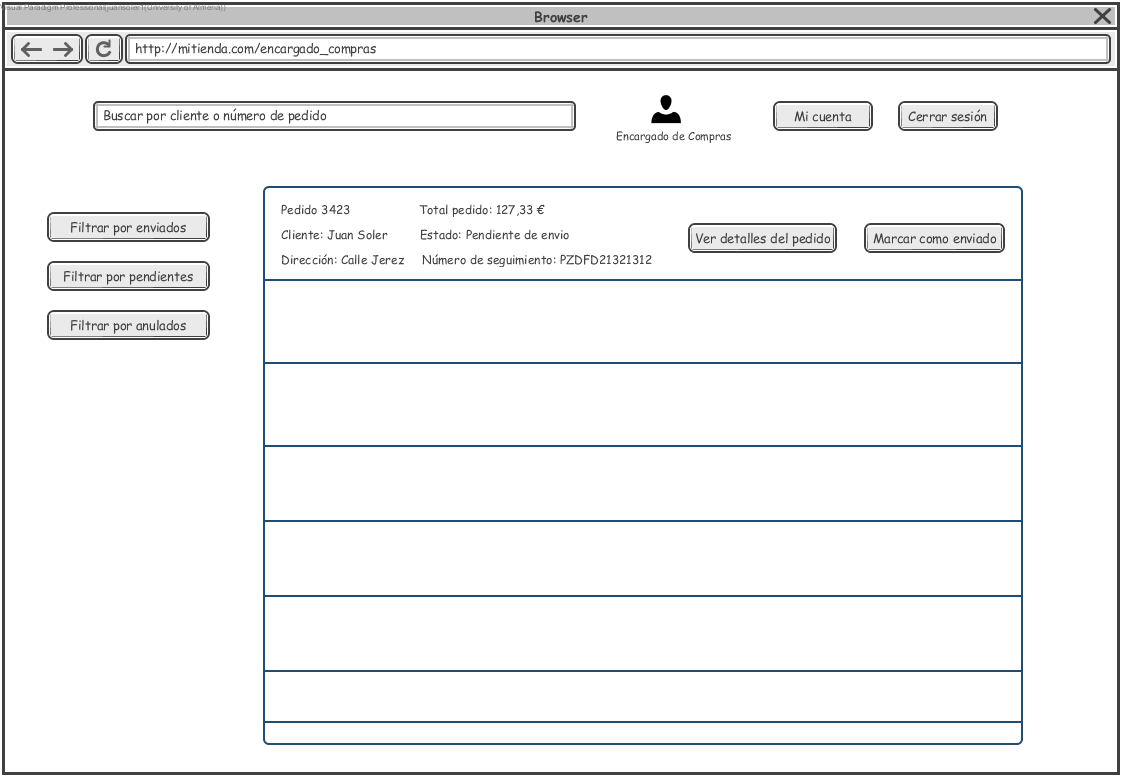 Visual Paradigm Professional(juansoler1(University of Almeria))
Browser
http://mitienda.com/encargado_compras
Buscar por cliente o número de pedido
Encargado de Compras
Mi cuenta
Cerrar sesión
Filtrar por enviados
Filtrar por pendientes
Filtrar por anulados
Pedido 3423
Total pedido: 127,33 €
Cliente: Juan Soler
Estado: Pendiente de envio
Dirección: Calle Jerez
Número de seguimiento: PZDFD21321312
Ver detalles del pedido
Marcar como enviado